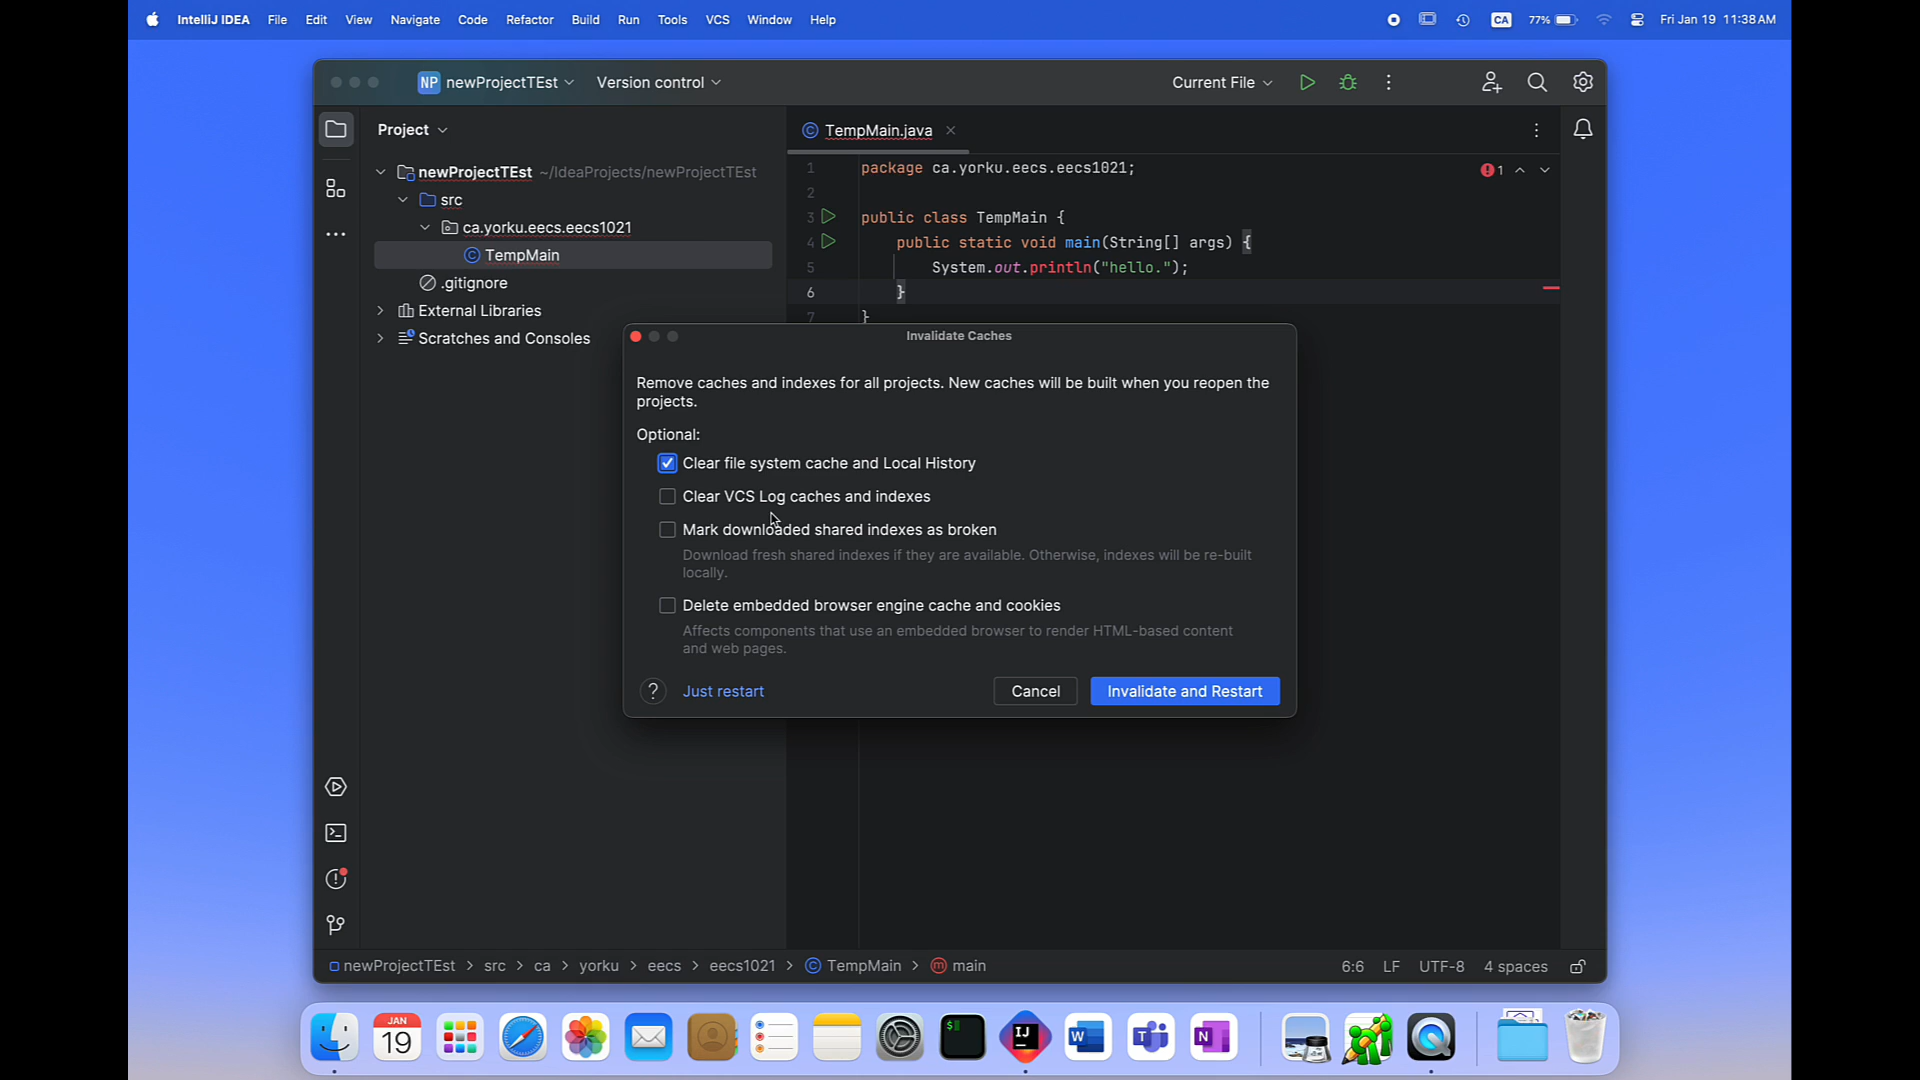 IntelliJ IDEA File Edit View Navigate Code Refactor Build Run Tools VCS Window Help CA 77% Fri Jan 19 11:38 AM
NP newProjectTEst Version control Current File
Project
TempMain.java
newProjectTEst ~/IdeaProjects/newProjectTEst
src
ca.yorku.eecs.eecs1021
TempMain
.gitignore
External Libraries
Scratches and Consoles
1 package ca.yorku.eecs.eecs1021; 1
2
3 public class TempMain {
4 public static void main(String[] args) {
5 System.out.println("hello.");
6 }
7 }
Invalidate Caches
Remove caches and indexes for all projects. New caches will be built when you reopen the
projects.
Optional:
Clear file system cache and Local History
Clear VCS Log caches and indexes
Mark downloaded shared indexes as broken
Download fresh shared indexes if they are available. Otherwise, indexes will be re-built
locally.
Delete embedded browser engine cache and cookies
Affects components that use an embedded browser to render HTML-based content
and web pages.
? Just restart Cancel Invalidate and Restart
newProjectTEst > src > ca > yorku > eecs > eecs1021 > TempMain > main 6:6 LF UTF-8 4 spaces
JAN
19
$
IJ
W
T
N